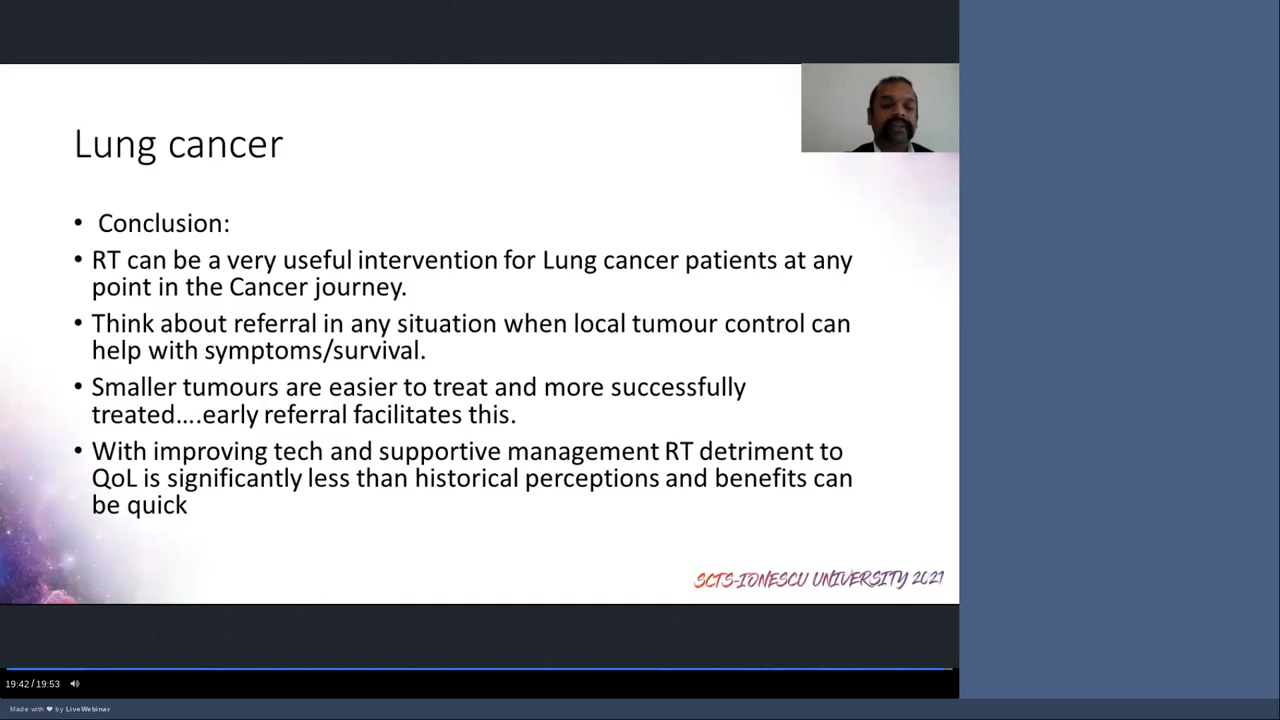 Lung cancer
• Conclusion:
• RT can be a very useful intervention for Lung cancer patients at any
point in the Cancer journey.
• Think about referral in any situation when local tumour control can
help with symptoms/survival.
• Smaller tumours are easier to treat and more successfully
treated....early referral facilitates this.
• With improving tech and supportive management RT detriment to
QoL is significantly less than historical perceptions and benefits can
be quick
SCTS-IONESCU UNIVERSITY 2021
19:42 / 19:53
Made with ❤ by LiveWebinar